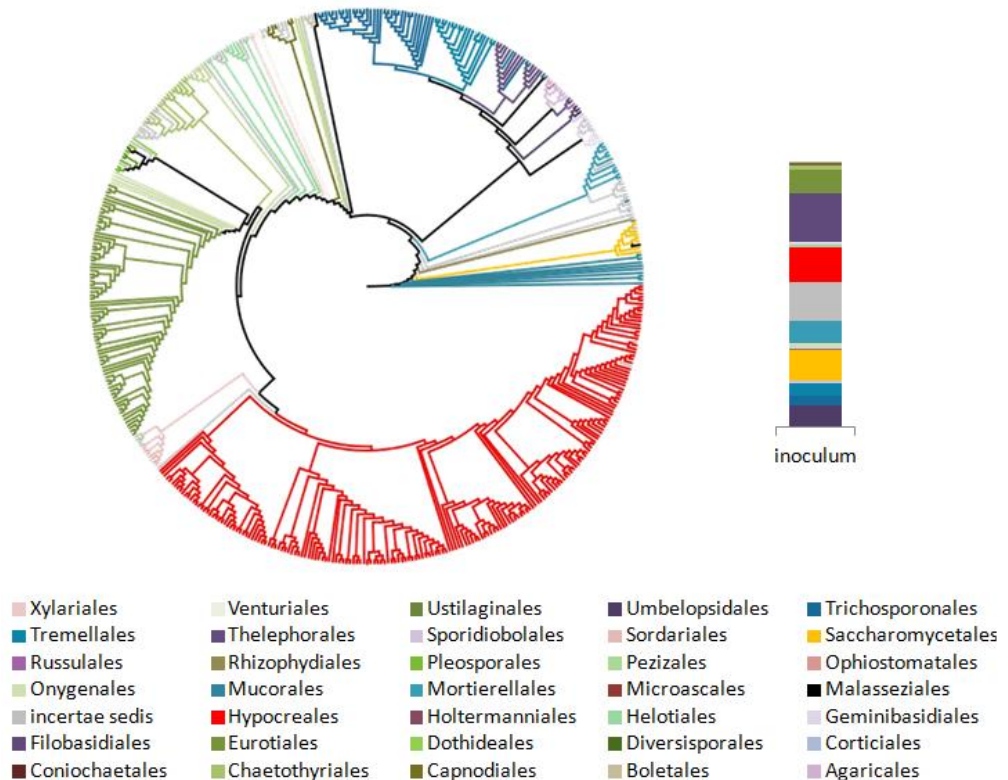 inoculum
Xylariales Venturiales Ustilaginales Umbelopsidales Trichosporonales
Tremellales Thelephorales Sporidiobolales Sordariales Saccharomycetales
Russulales Rhizophydiales Pleosporales Pezizales Ophiostomatales
Onygenales Mucorales Mortierellales Microascales Malasseziales
incertae sedis Hypocreales Holtermanniales Helotiales Geminibasidiales
Filobasidiales Eurotiales Dothideales Diversisporales Corticiales
Coniochaetales Chaetothyriales Capnodiales Boletales Agaricales